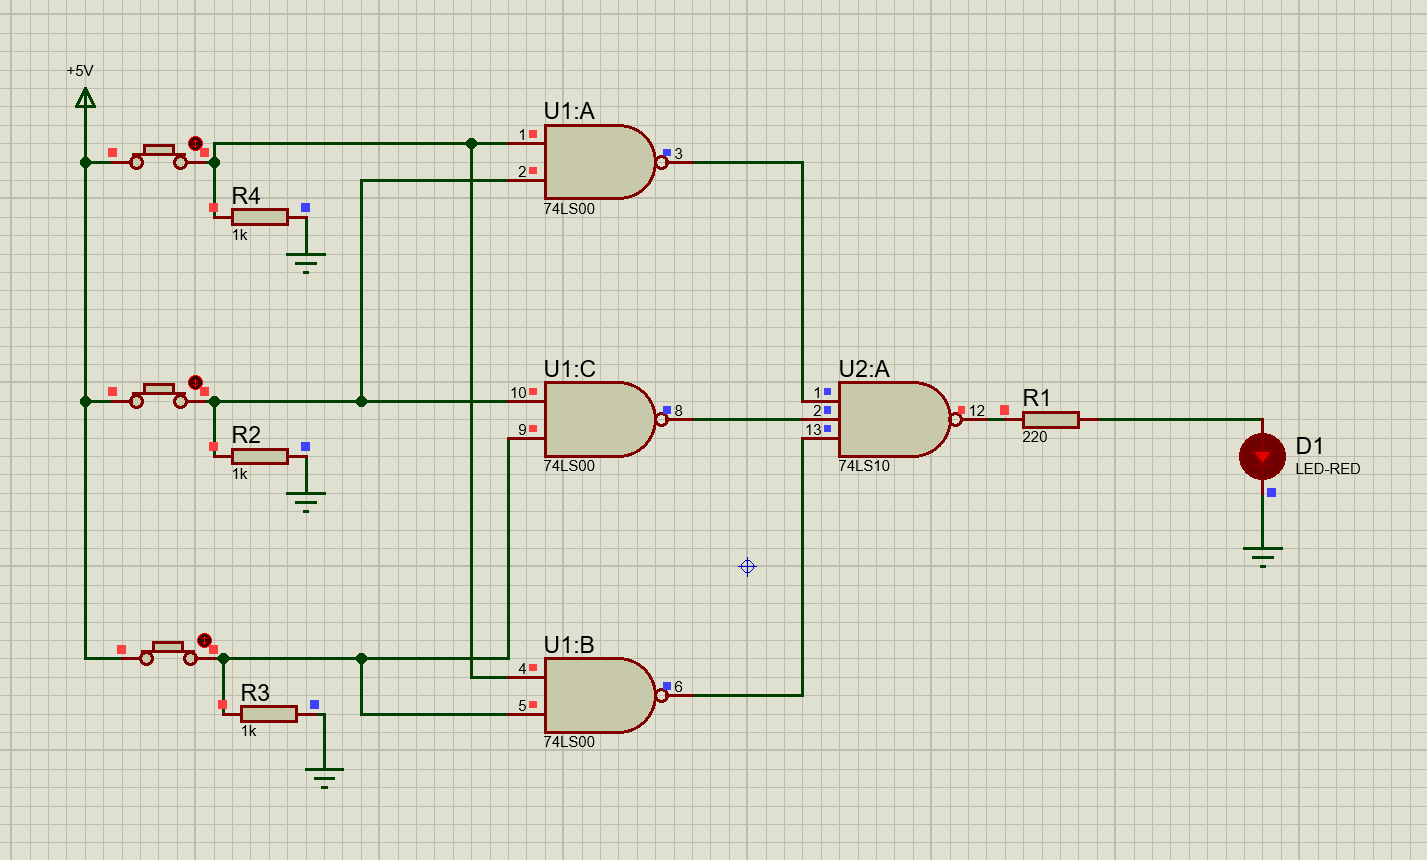 +5V
U1:A
1
2
3
74LS00
R4
1k
U1:C
10
9
8
74LS00
U2:A
1
2
13
12
74LS10
R1
220
D1
LED-RED
R2
1k
U1:B
4
5
6
74LS00
R3
1k